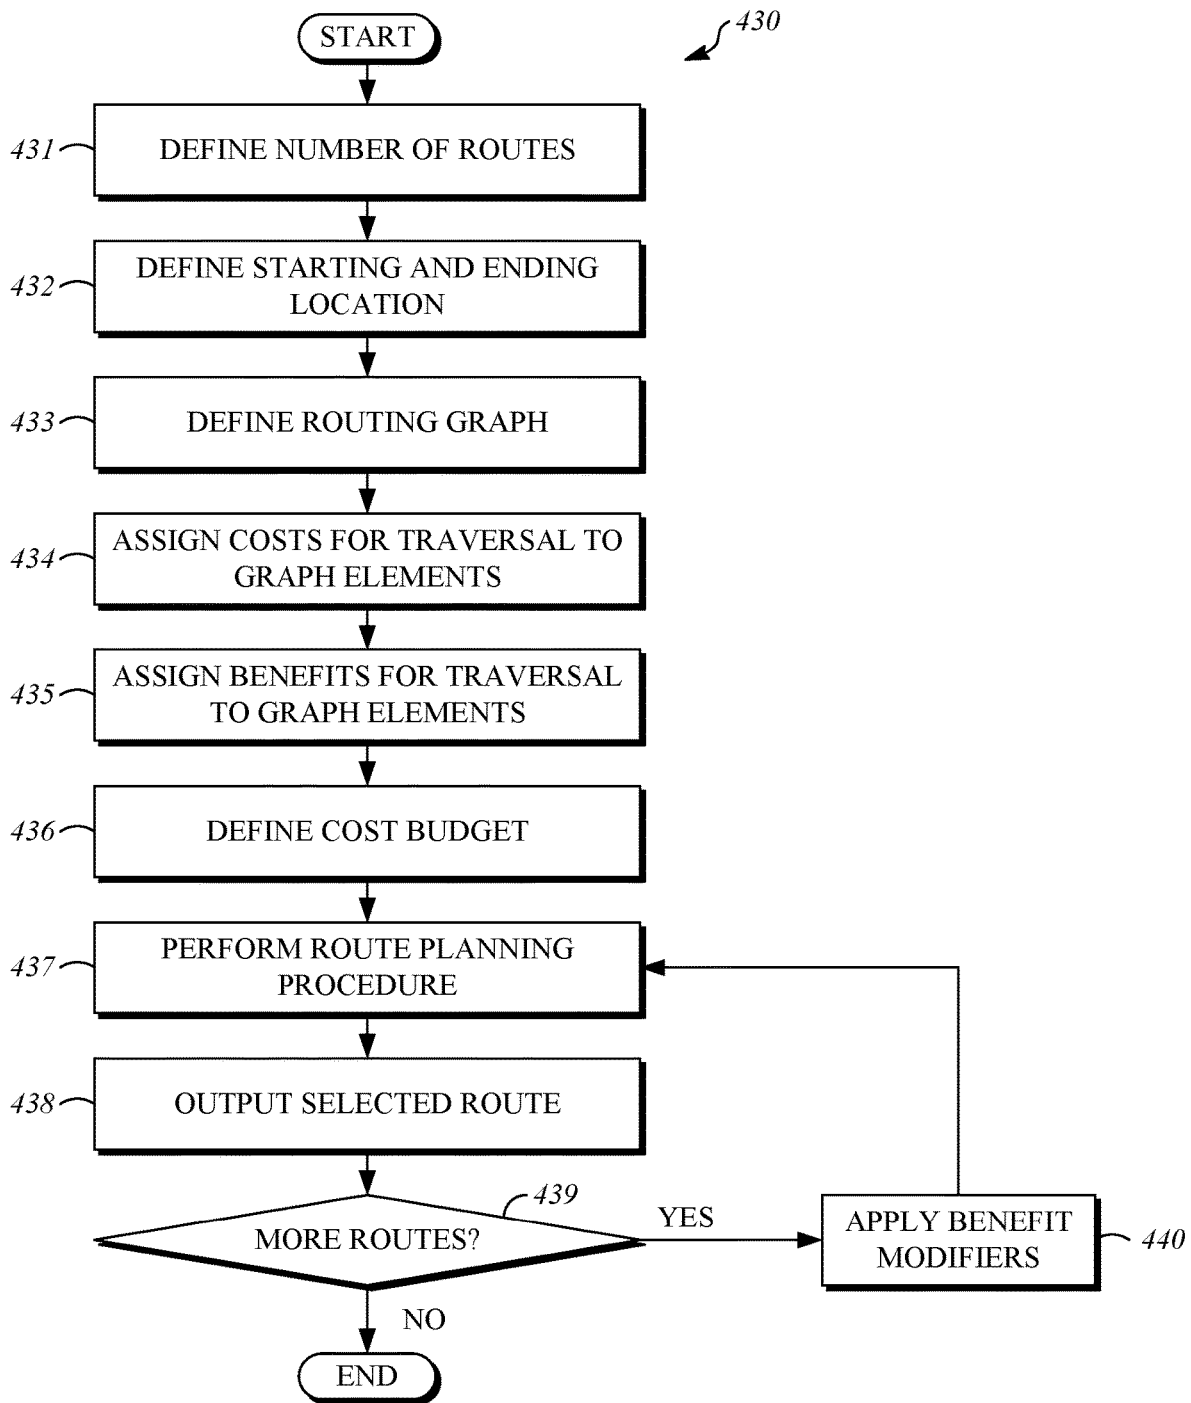 START
430
431
DEFINE NUMBER OF ROUTES
432
DEFINE STARTING AND ENDING
LOCATION
433
DEFINE ROUTING GRAPH
434
ASSIGN COSTS FOR TRAVERSAL TO
GRAPH ELEMENTS
435
ASSIGN BENEFITS FOR TRAVERSAL
TO GRAPH ELEMENTS
436
DEFINE COST BUDGET
437
PERFORM ROUTE PLANNING
PROCEDURE
438
OUTPUT SELECTED ROUTE
439
MORE ROUTES?
YES
APPLY BENEFIT
MODIFIERS
440
NO
END